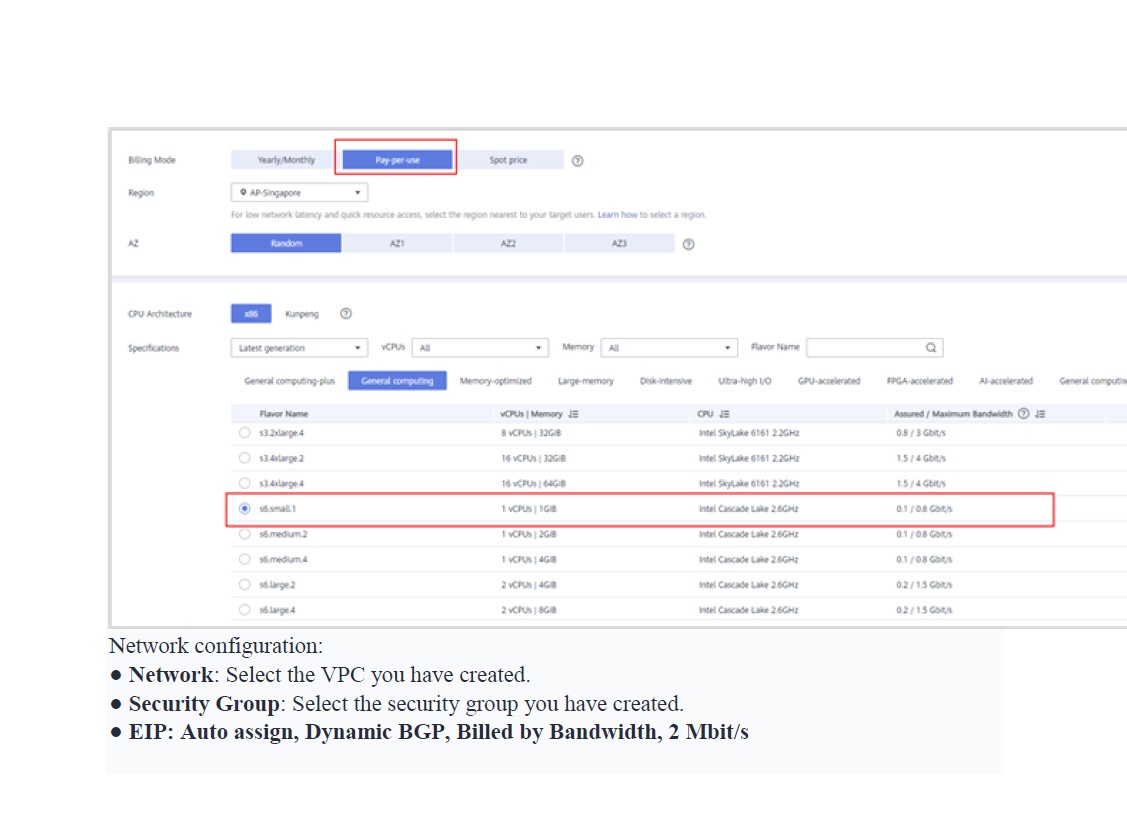 Billing Mode Yearly/Monthly Pay-per-use Spot price
Region AP-Singapore
For low network latency and quick resource access, select the region nearest to your target users. Learn how to select a region.
AZ Random AZ1 AZ2 AZ3
CPU Architecture x86 Kunpeng
Specifications Latest generation vCPUs All Memory All Flavor Name
General computing-plus General computing Memory-optimized Large-memory Disk-intensive Ultra-high I/O GPU-accelerated FPGA-accelerated AI-accelerated General computing
Flavor Name vCPUs | Memory CPU Assured / Maximum Bandwidth
s3.2xlarge.4 8 vCPUs | 32GiB Intel SkyLake 6161 2.2GHz 0.8 / 3 Gbit/s
s3.4xlarge.2 16 vCPUs | 32GiB Intel SkyLake 6161 2.2GHz 1.5 / 4 Gbit/s
s3.4xlarge.4 16 vCPUs | 64GiB Intel SkyLake 6161 2.2GHz 1.5 / 4 Gbit/s
s6.small.1 1 vCPUs | 1GiB Intel Cascade Lake 2.6GHz 0.1 / 0.8 Gbit/s
s6.medium.2 1 vCPUs | 2GiB Intel Cascade Lake 2.6GHz 0.1 / 0.8 Gbit/s
s6.medium.4 1 vCPUs | 4GiB Intel Cascade Lake 2.6GHz 0.1 / 0.8 Gbit/s
s6.large.2 2 vCPUs | 4GiB Intel Cascade Lake 2.6GHz 0.2 / 1.5 Gbit/s
s6.large.4 2 vCPUs | 8GiB Intel Cascade Lake 2.6GHz 0.2 / 1.5 Gbit/s
Network configuration:
● Network: Select the VPC you have created.
● Security Group: Select the security group you have created.
● EIP: Auto assign, Dynamic BGP, Billed by Bandwidth, 2 Mbit/s